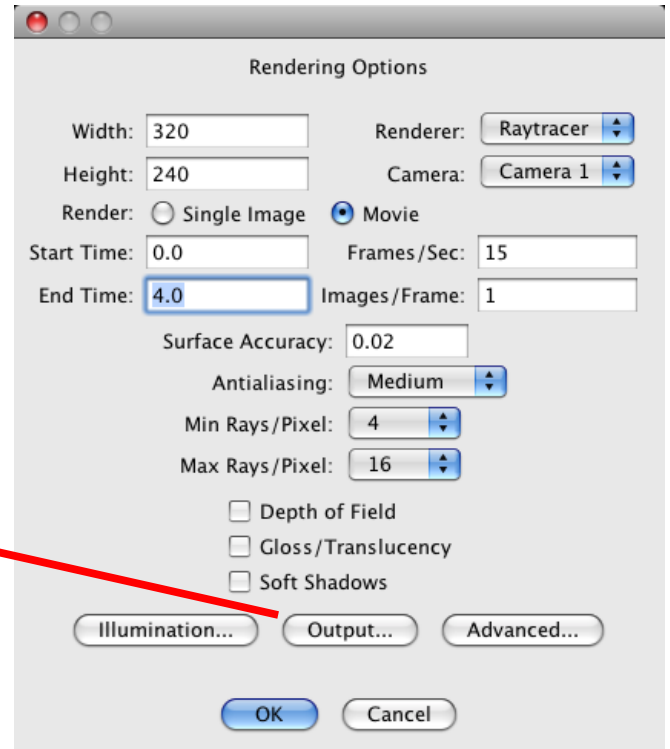 Rendering Options
Width: 320 Renderer: Raytracer
Height: 240 Camera: Camera 1
Render: Single Image Movie
Start Time: 0.0 Frames/Sec: 15
End Time: 4.0 Images/Frame: 1
Surface Accuracy: 0.02
Antialiasing: Medium
Min Rays/Pixel: 4
Max Rays/Pixel: 16
Depth of Field
Gloss/Translucency
Soft Shadows
Illumination... Output... Advanced...
OK Cancel